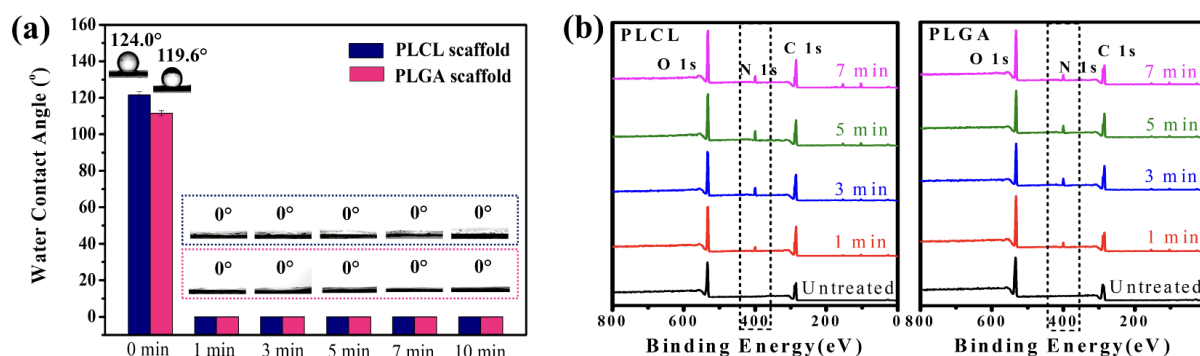 (a)
160
140
120
100
80
60
40
20
0
Water Contact Angle (°)
124.0°
119.6°
PLCL scaffold
PLGA scaffold
0° 0° 0° 0° 0°
0° 0° 0° 0° 0°
0 min 1 min 3 min 5 min 7 min 10 min
(b)
PLCL
O 1s N 1s C 1s
7 min
5 min
3 min
1 min
Untreated
800 600 400 200 0
Binding Energy(eV)
PLGA
O 1s N 1s C 1s
7 min
5 min
3 min
1 min
Untreated
800 600 400 200 0
Binding Energy(eV)